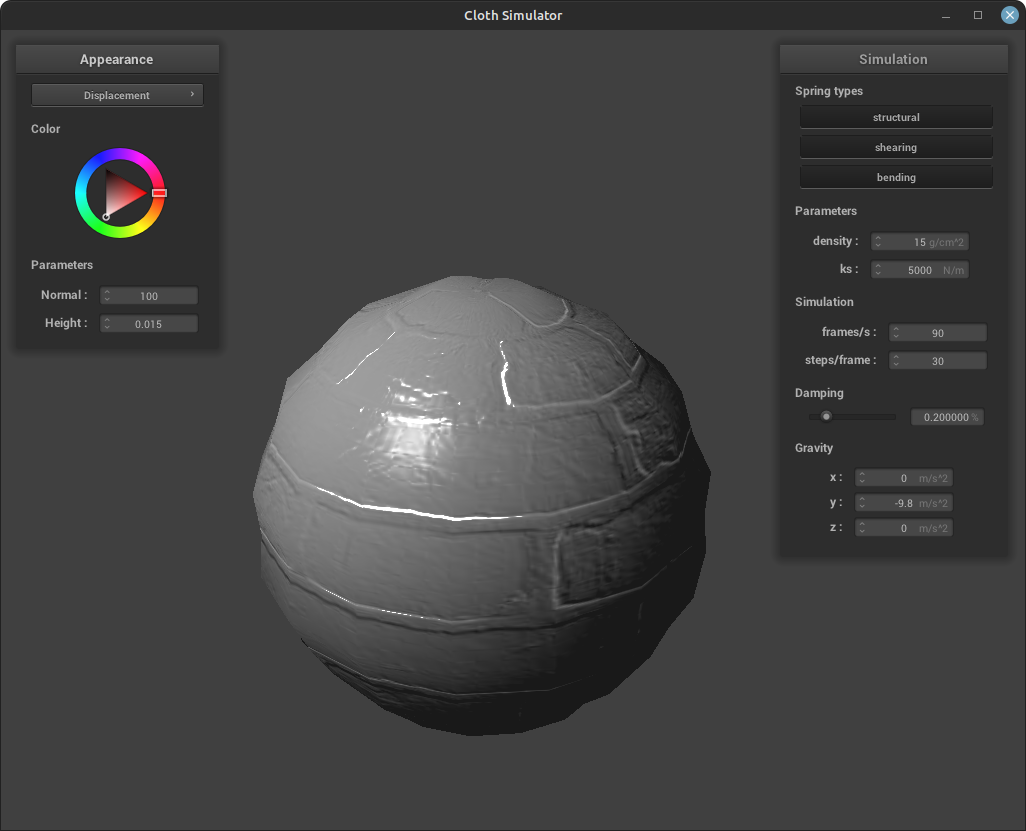 Cloth Simulator
Appearance
Displacement
Color
Parameters
Normal : 100
Height : 0.015
Simulation
Spring types
structural
shearing
bending
Parameters
density : 15 g/cm^2
ks : 5000 N/m
Simulation
frames/s : 90
steps/frame : 30
Damping
0.200000 %
Gravity
x : 0 m/s^2
y : -9.8 m/s^2
z : 0 m/s^2